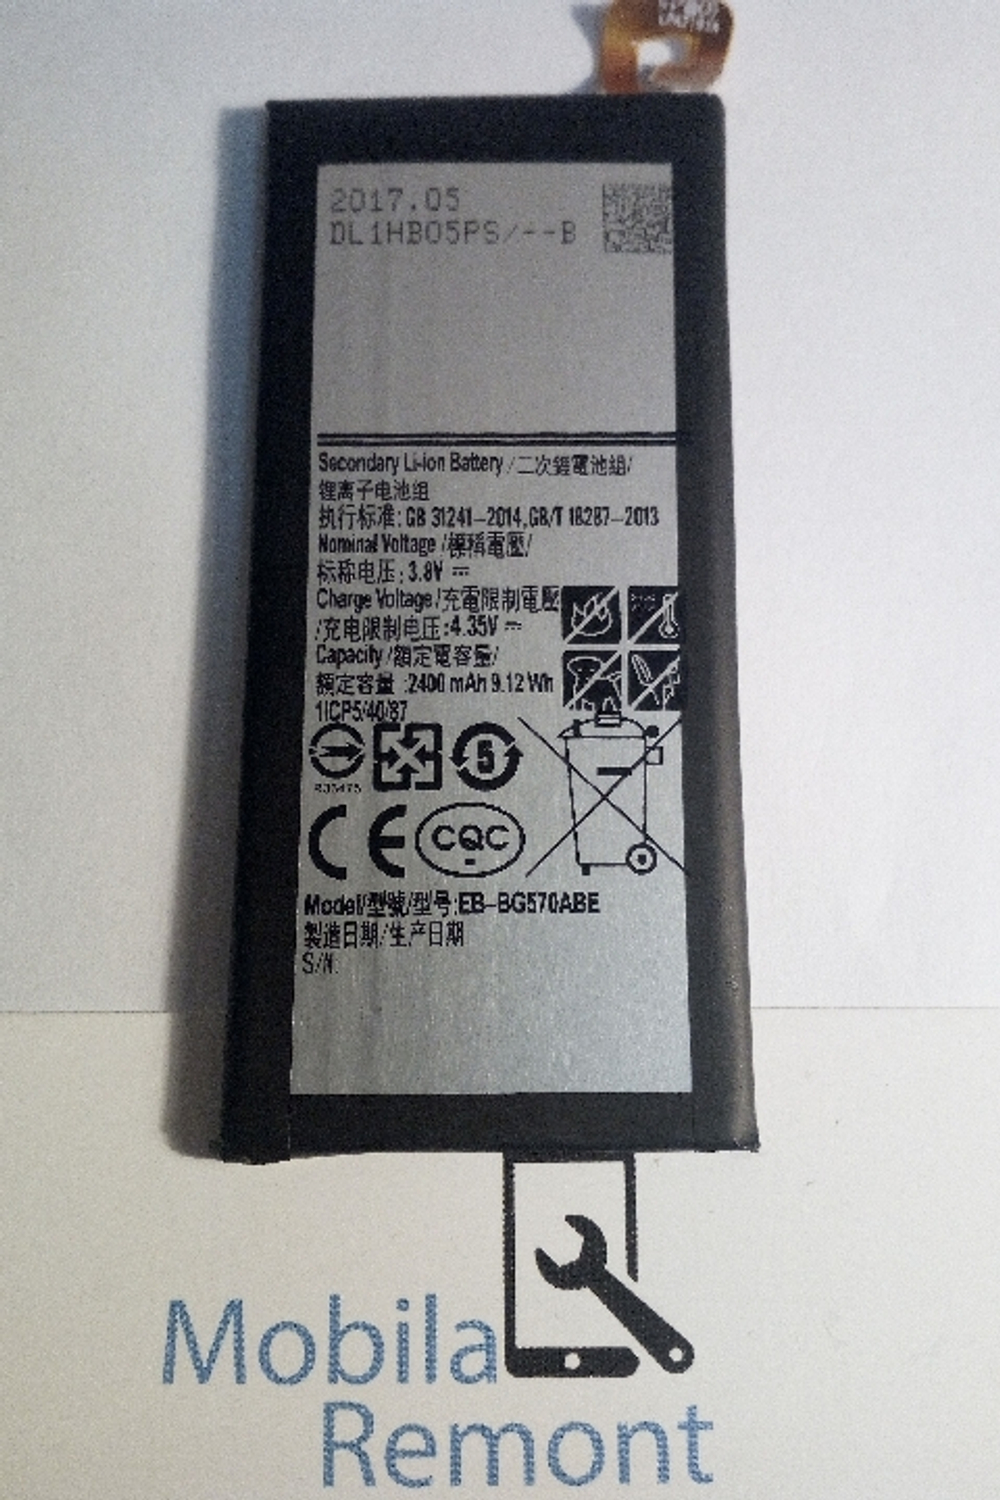 2017.05
DL1HB05PS/--B
Secondary Li-ion Battery /二次鋰電池組/
锂离子电池组
执行标准: GB 31241-2014,GB/T 18287-2013
Nominal Voltage /標稱電壓/
标称电压: 3.8V
Charge Voltage /充電限制電壓
/充电限制电压:4.35V
Capacity /額定電容量/
額定容量 :2400 mAh 9.12 Wh
1ICP5/40/87
R33475
5
CE CQC
Model/型號/型号:EB-BG570ABE
製造日期/生产日期
S/N:
Mobila
Remont